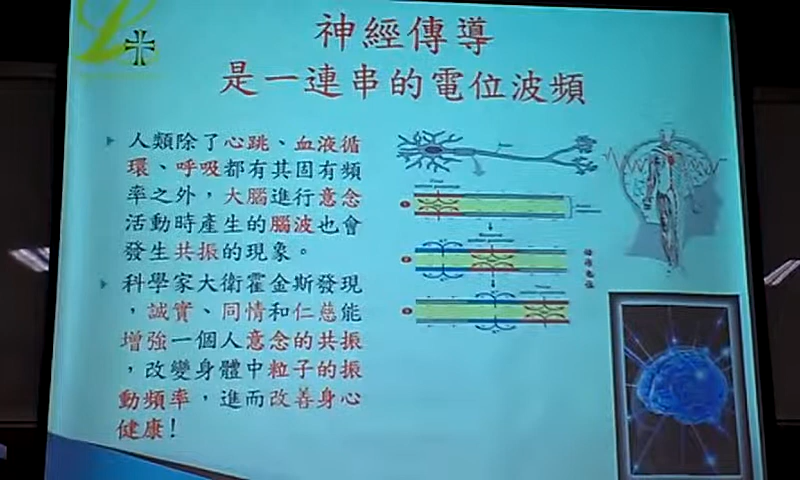 神經傳導
是一連串的電位波頻
人類除了心跳、血液循
環、呼吸都有其固有頻
率之外，大腦進行意念
活動時產生的腦波也會
發生共振的現象。
科學家大衛霍金斯發現
，誠實、同情和仁慈能
增強一個人意念的共振
，改變身體中粒子的振
動頻率，進而改善身心
健康！